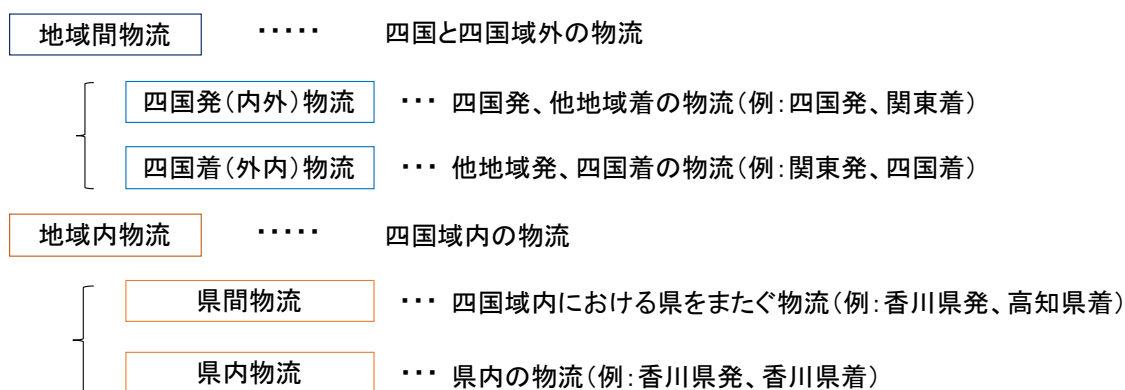 地域間物流 ・・・・・ 四国と四国域外の物流
四国発(内外)物流 ・・・ 四国発、他地域着の物流(例:四国発、関東着)
四国着(外内)物流 ・・・ 他地域発、四国着の物流(例:関東発、四国着)
地域内物流 ・・・・・ 四国域内の物流
県間物流 ・・・ 四国域内における県をまたぐ物流(例:香川県発、高知県着)
県内物流 ・・・ 県内の物流(例:香川県発、香川県着)